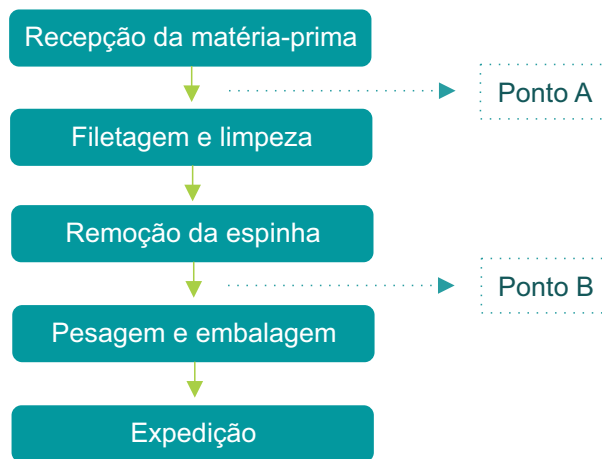 Recepção da matéria-prima
Ponto A
Filetagem e limpeza
Remoção da espinha
Ponto B
Pesagem e embalagem
Expedição